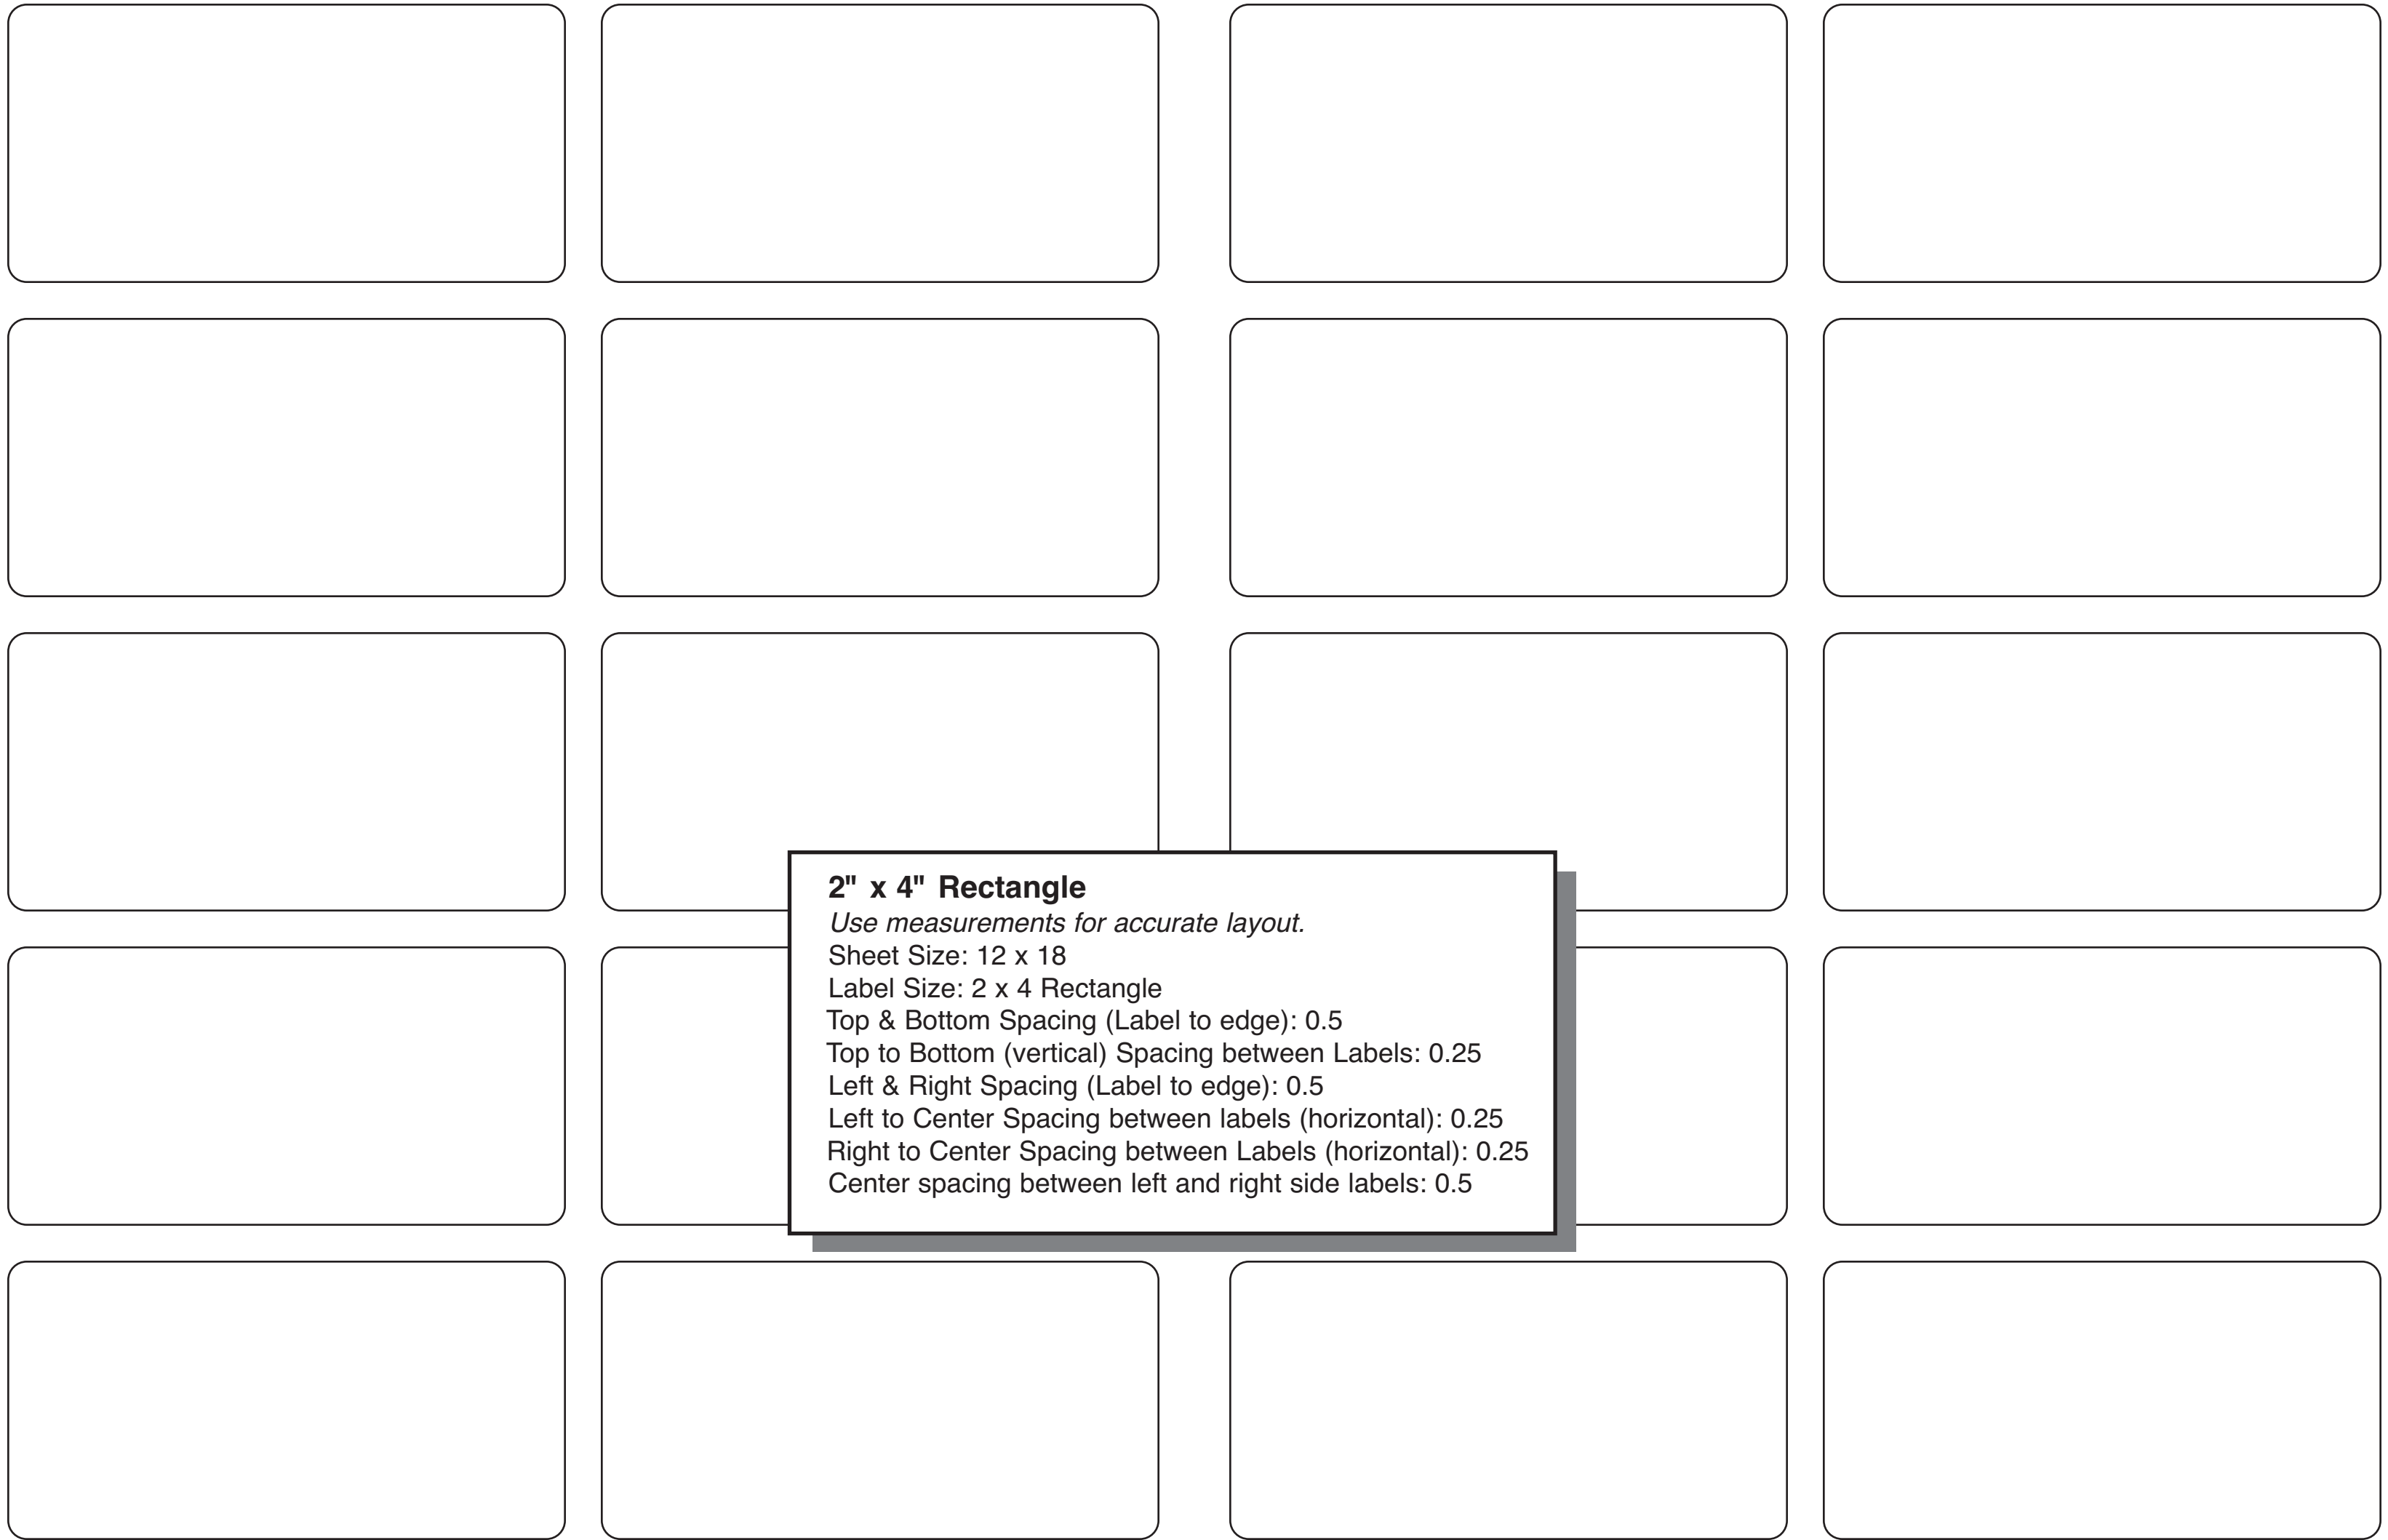 2" x 4" Rectangle
Use measurements for accurate layout.
Sheet Size: 12 x 18
Label Size: 2 x 4 Rectangle
Top & Bottom Spacing (Label to edge): 0.5
Top to Bottom (vertical) Spacing between Labels: 0.25
Left & Right Spacing (Label to edge): 0.5
Left to Center Spacing between labels (horizontal): 0.25
Right to Center Spacing between Labels (horizontal): 0.25
Center spacing between left and right side labels: 0.5